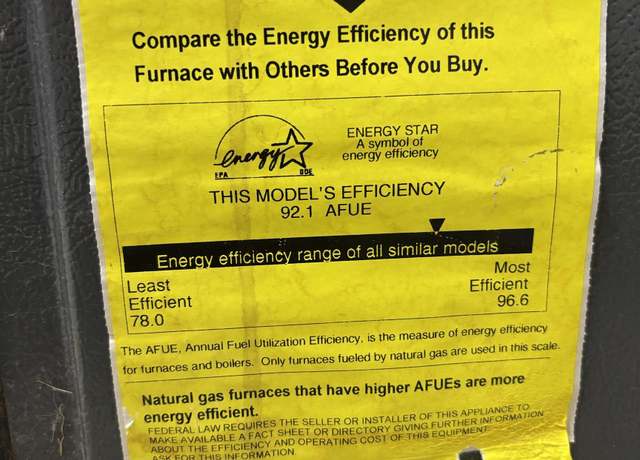 Compare the Energy Efficiency of this
Furnace with Others Before You Buy.
energy
EPA DOE
ENERGY STAR
A symbol of
energy efficiency
THIS MODEL'S EFFICIENCY
92.1 AFUE
Energy efficiency range of all similar models
Least
Efficient
78.0
Most
Efficient
96.6
The AFUE, Annual Fuel Utilization Efficiency, is the measure of energy efficiency
for furnaces and boilers. Only furnaces fueled by natural gas are used in this scale.
Natural gas furnaces that have higher AFUEs are more
energy efficient.
FEDERAL LAW REQUIRES THE SELLER OR INSTALLER OF THIS APPLIANCE TO
MAKE AVAILABLE A FACT SHEET OR DIRECTORY GIVING FURTHER INFORMATION
ABOUT THE EFFICIENCY AND OPERATING COST OF THIS EQUIPMENT.
ASK FOR THIS INFORMATION